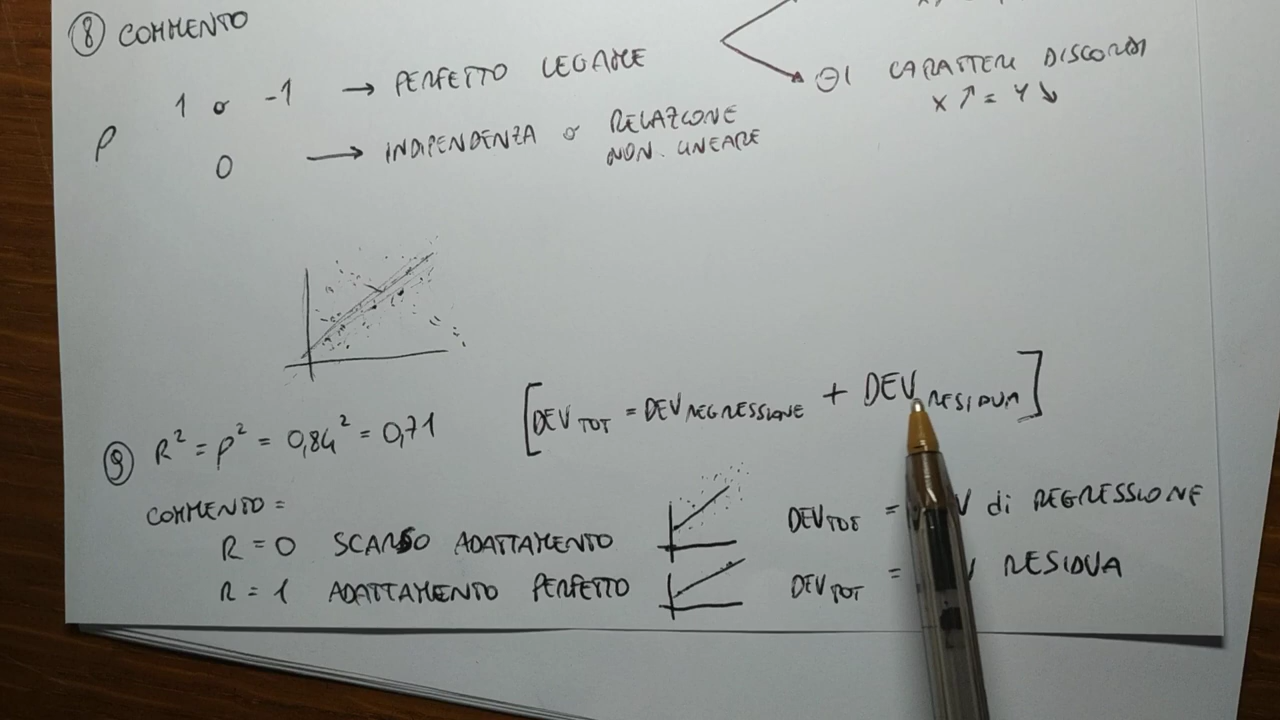 ⑧ COMMENTO
⊖1 CARATTERI DISCORDI
X ↗ = Y ↘
ρ
1 o -1 → PERFETTO LEGAME
0 → INDIPENDENZA o RELAZIONE
NON. LINEARE
⑨ R² = ρ² = 0,84² = 0,71
[DEV TOT = DEV REGRESSIONE + DEV RESIDUA]
COMMENTO =
R = 0 SCARSO ADATTAMENTO
DEV TOT = V di REGRESSIONE
R = 1 ADATTAMENTO PERFETTO
DEV TOT = RESIDUA